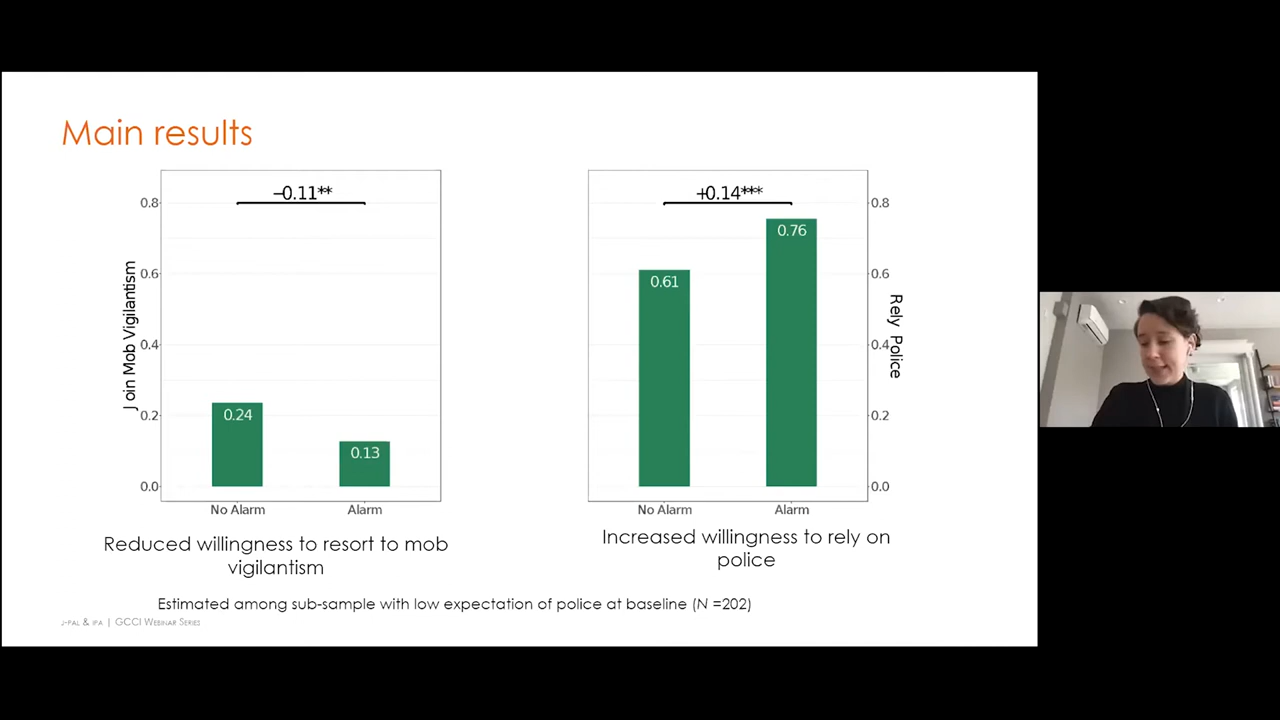 Main results
−0.11**
0.8
0.6
0.4
0.2
0.0
Join Mob Vigilantism
0.24
0.13
No Alarm
Alarm
Reduced willingness to resort to mob
vigilantism
+0.14***
0.8
0.6
0.4
0.2
0.0
Rely Police
0.61
0.76
No Alarm
Alarm
Increased willingness to rely on
police
Estimated among sub-sample with low expectation of police at baseline (N =202)
J-PAL & IPA | GCCI Webinar Series